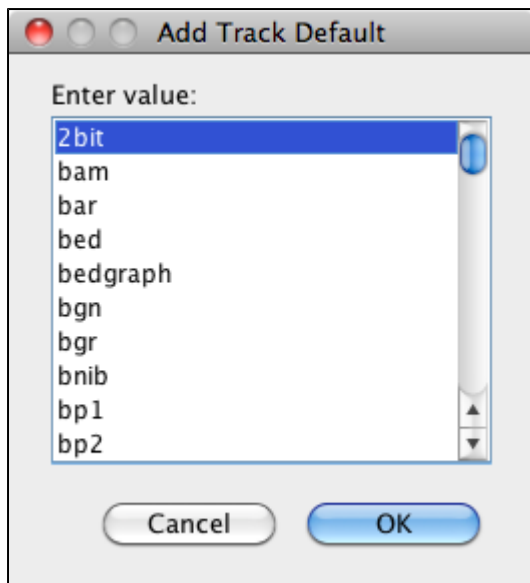 Add Track Default
Enter value:
2bit
bam
bar
bed
bedgraph
bgn
bgr
bnib
bp1
bp2
Cancel OK